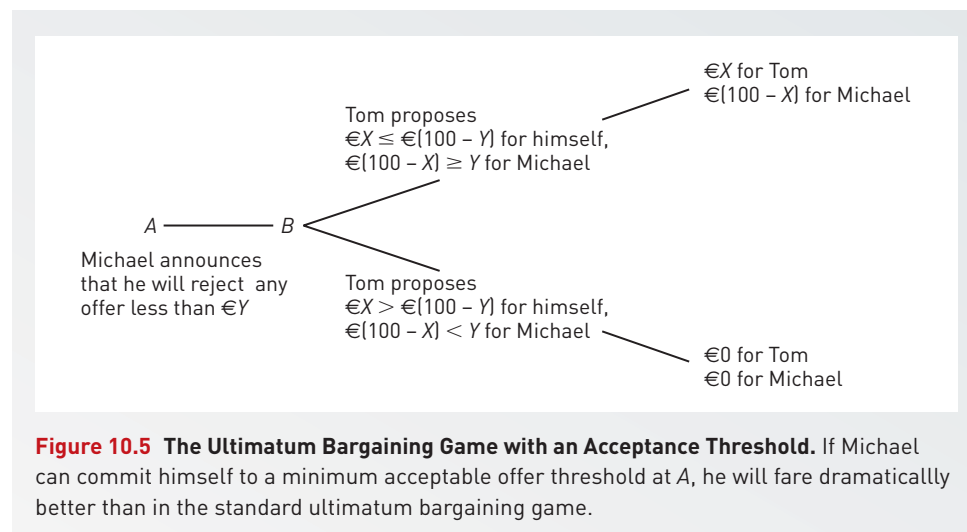 €X for Tom
€(100 – X) for Michael
Tom proposes
€X ≤ €(100 – Y) for himself,
€(100 – X) ≥ Y for Michael
A
B
Michael announces
that he will reject any
offer less than €Y
Tom proposes
€X > €(100 – Y) for himself,
€(100 – X) < Y for Michael
€0 for Tom
€0 for Michael
Figure 10.5 The Ultimatum Bargaining Game with an Acceptance Threshold. If Michael
can commit himself to a minimum acceptable offer threshold at A, he will fare dramaticallly
better than in the standard ultimatum bargaining game.